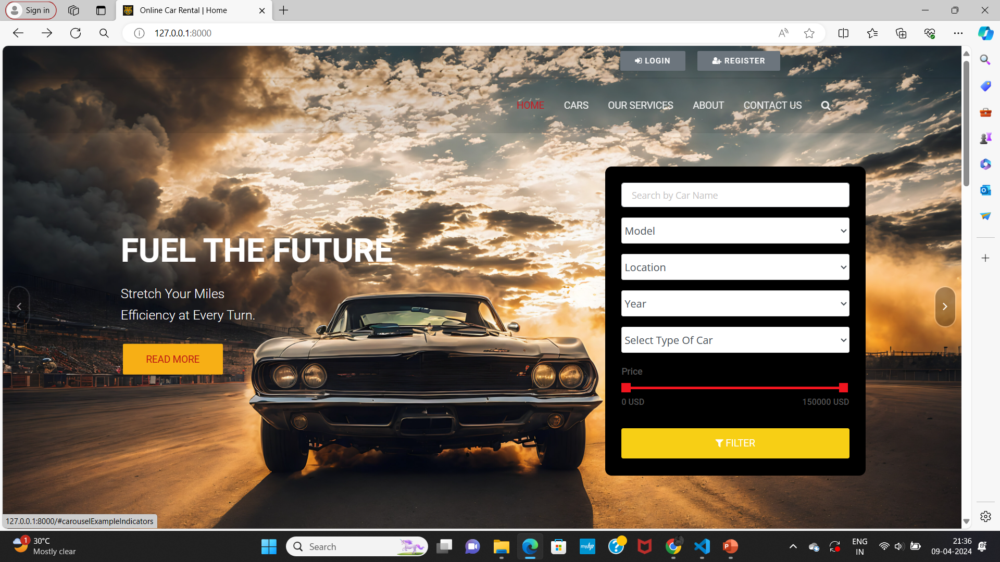 Sign in
Online Car Rental | Home
127.0.0.1:8000
LOGIN
REGISTER
HOME
CARS
OUR SERVICES
ABOUT
CONTACT US
Search by Car Name
Model
Location
Year
Select Type Of Car
Price
0 USD
150000 USD
FILTER
FUEL THE FUTURE
Stretch Your Miles
Efficiency at Every Turn.
READ MORE
127.0.0.1:8000/#carouselExampleIndicators
1
30°C
Mostly clear
Search
myhp
ENG
IN
21:36
09-04-2024